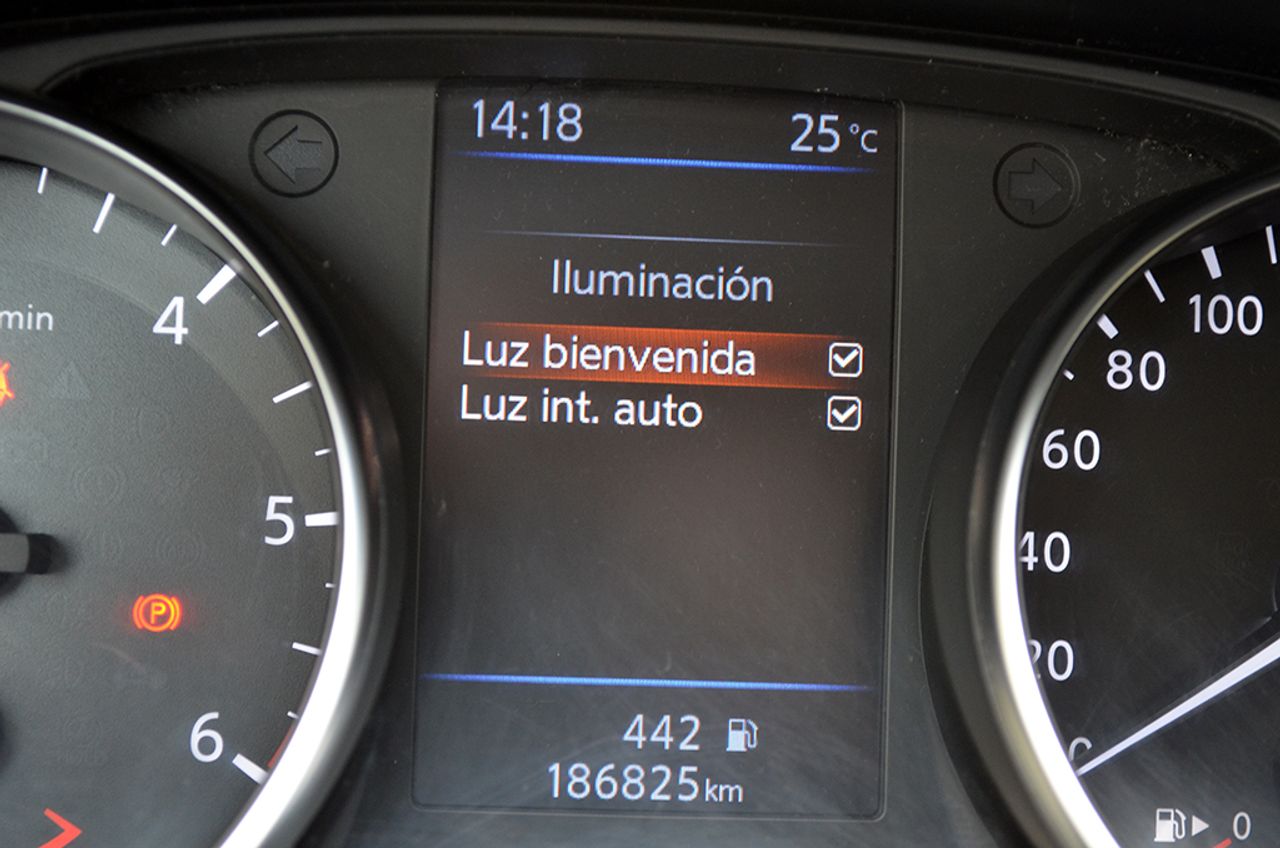 14:18 25°C
Iluminación
Luz bienvenida
Luz int. auto
442
186825km
min
4
5
6
P
100
80
60
40
20
0
0